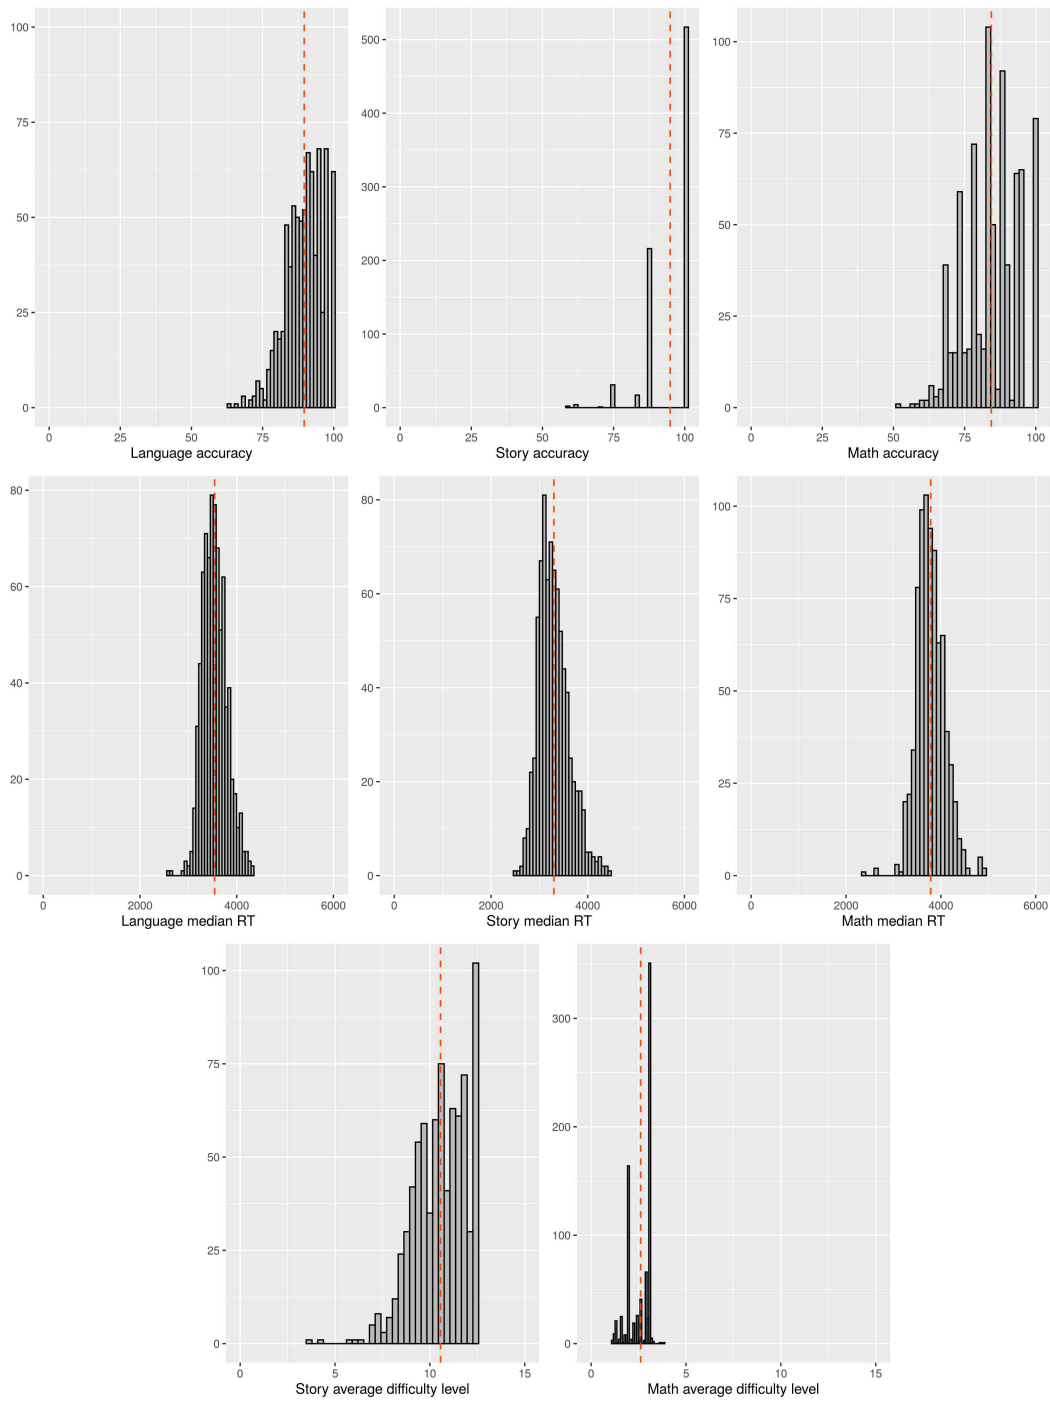 100
75
50
25
0
0 25 50 75 100
Language accuracy
500
400
300
200
100
0
0 25 50 75 100
Story accuracy
100
75
50
25
0
0 25 50 75 100
Math accuracy
80
60
40
20
0
0 2000 4000 6000
Language median RT
80
60
40
20
0
0 2000 4000 6000
Story median RT
100
75
50
25
0
0 2000 4000 6000
Math median RT
100
75
50
25
0
0 5 10 15
Story average difficulty level
300
200
100
0
0 5 10 15
Math average difficulty level